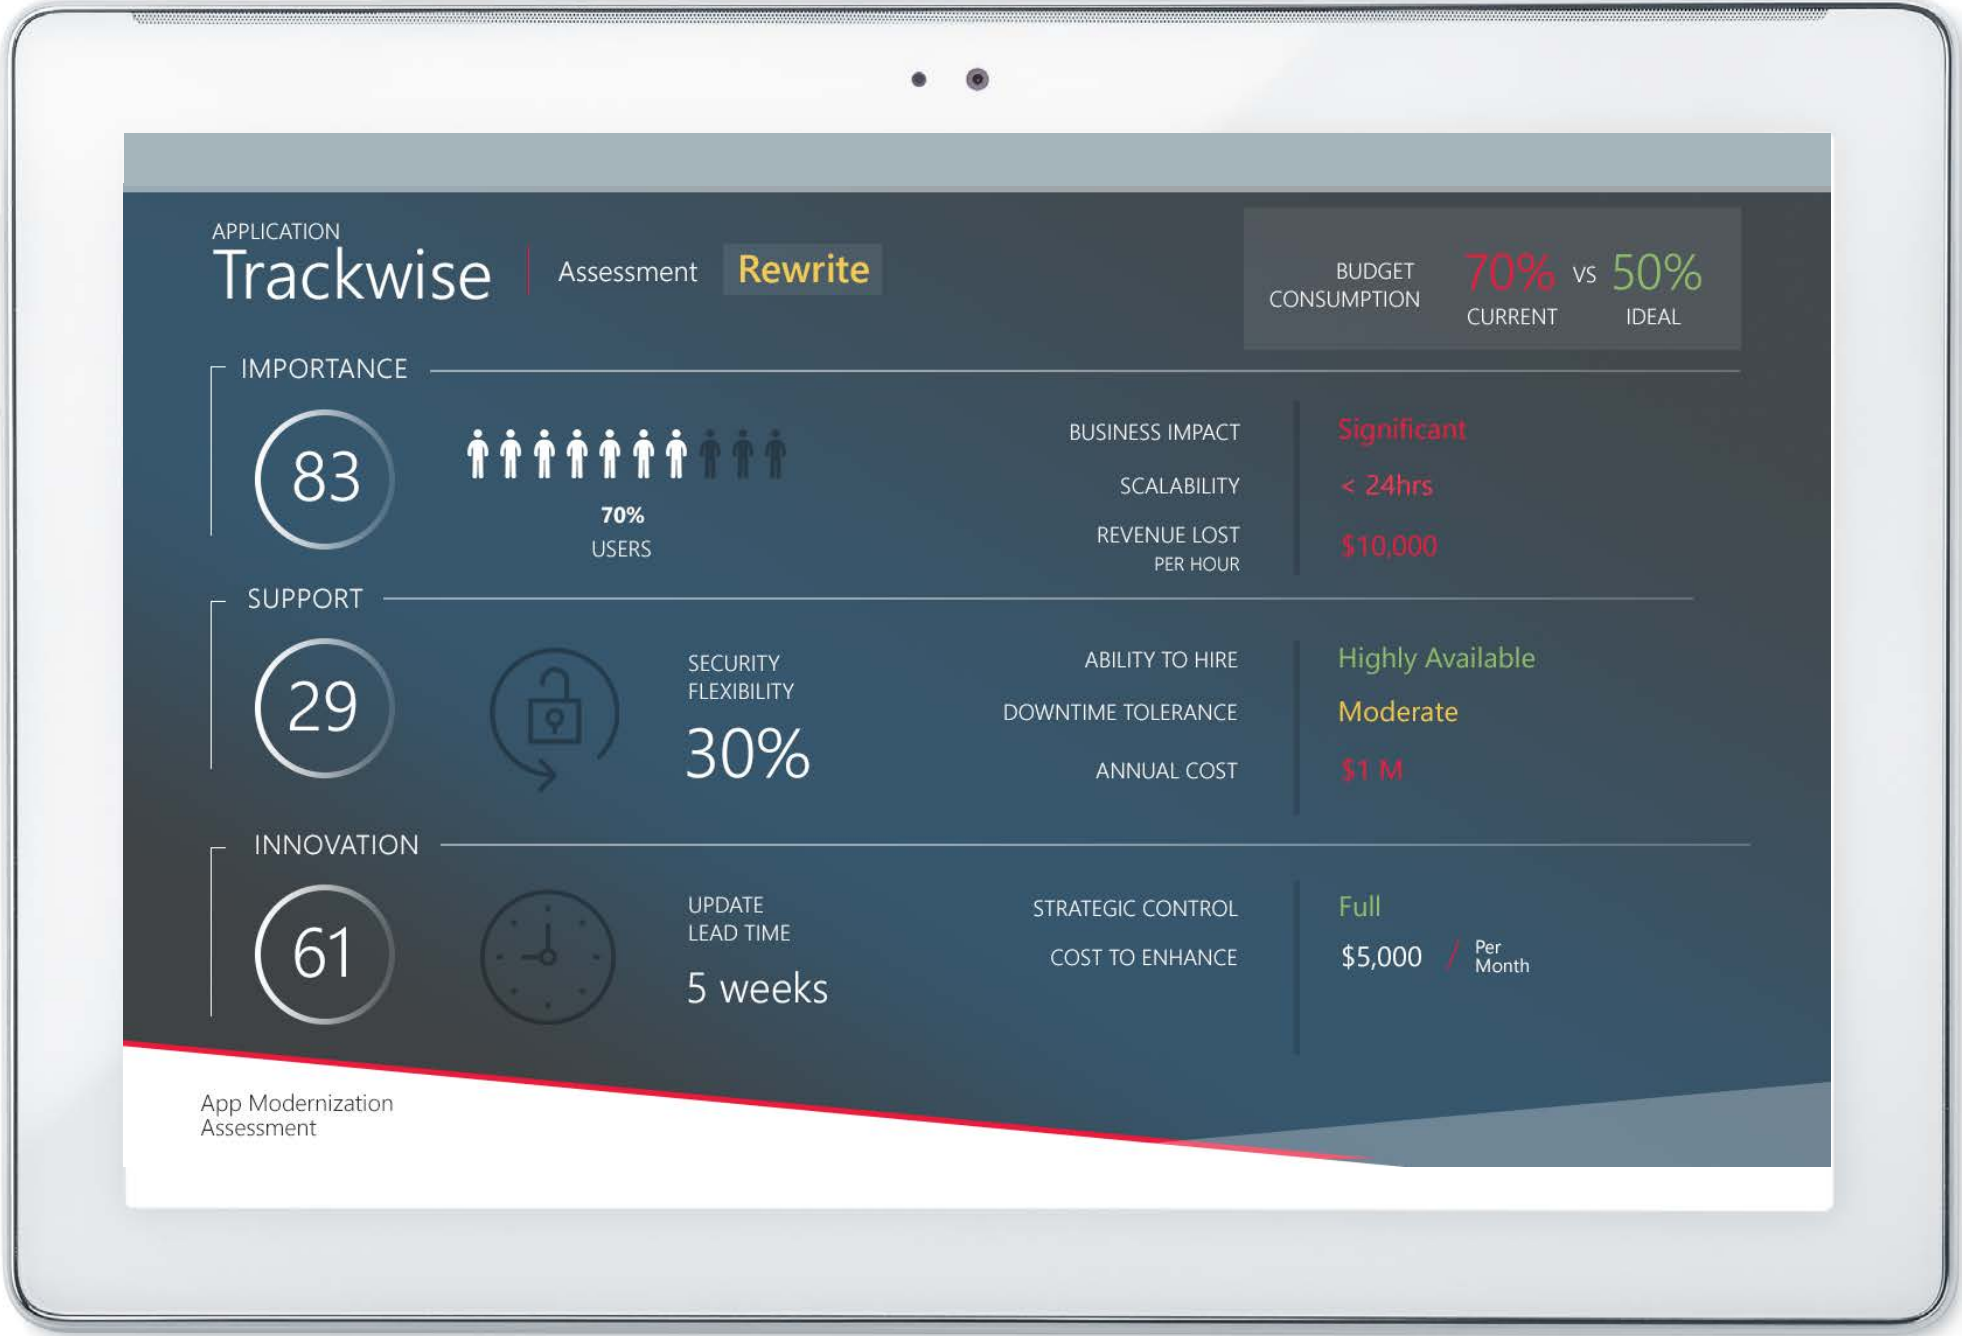 APPLICATION
Trackwise
Assessment Rewrite
BUDGET
CONSUMPTION
70% VS 50%
CURRENT IDEAL
IMPORTANCE
83
70%
USERS
BUSINESS IMPACT Significant
SCALABILITY < 24hrs
REVENUE LOST
PER HOUR
$10,000
SUPPORT
29
SECURITY
FLEXIBILITY
30%
ABILITY TO HIRE Highly Available
DOWNTIME TOLERANCE Moderate
ANNUAL COST $1 M
INNOVATION
61
UPDATE
LEAD TIME
5 weeks
STRATEGIC CONTROL Full
COST TO ENHANCE $5,000 / Per
Month
App Modernization
Assessment